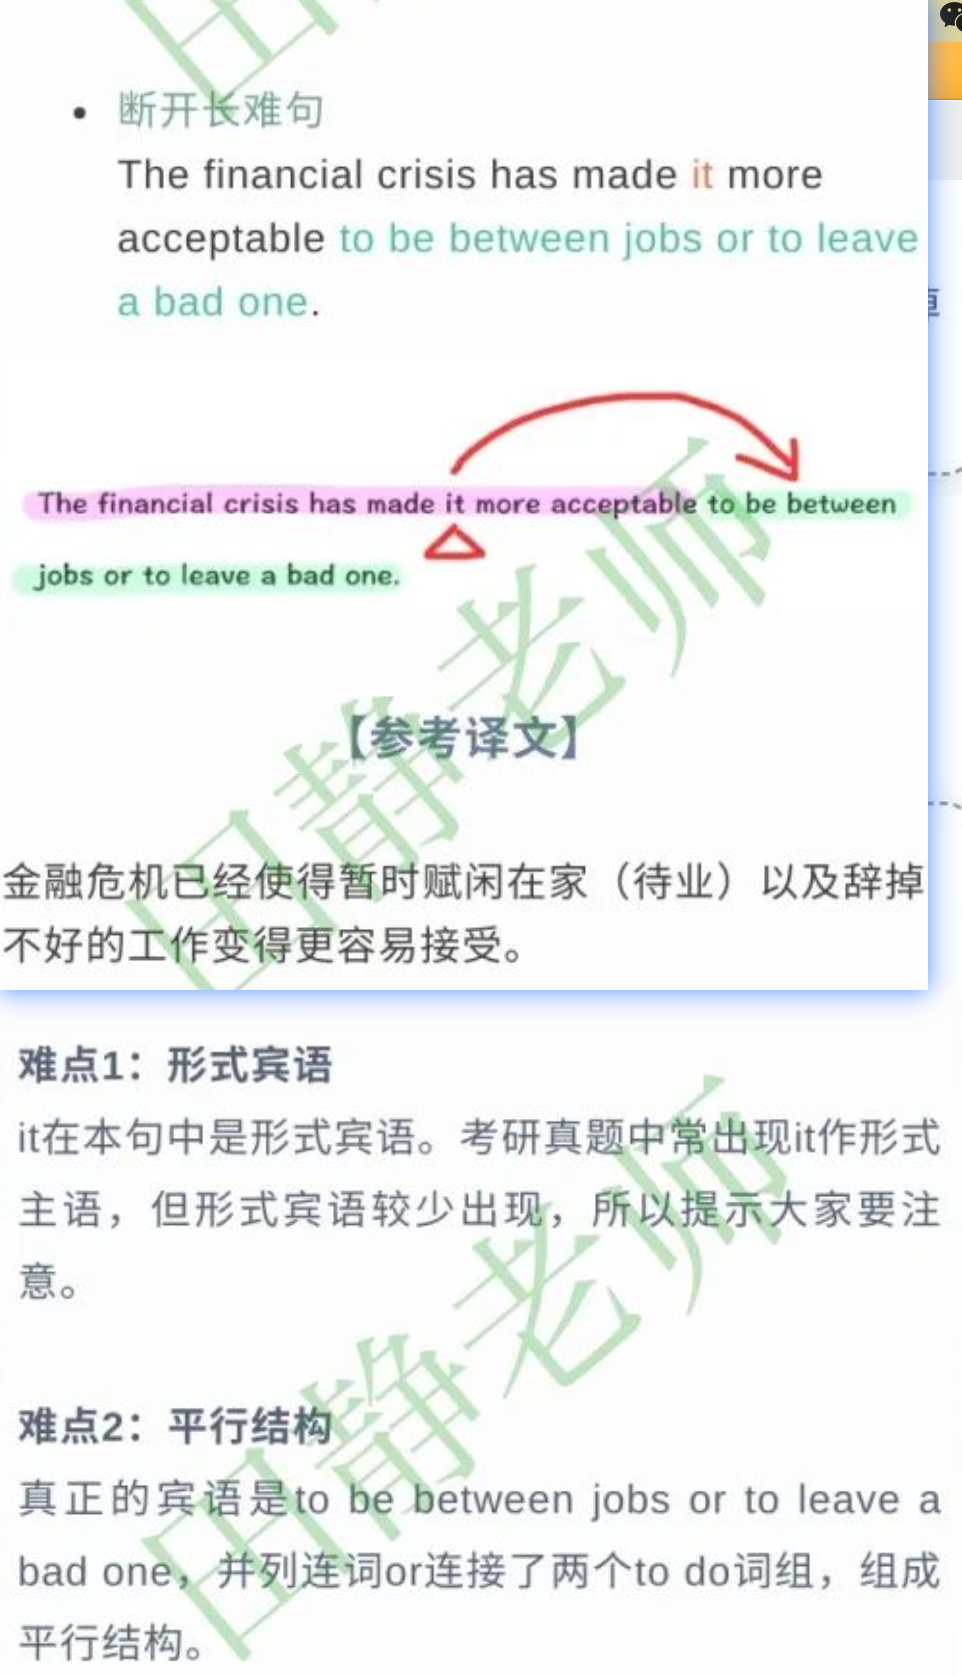 断开长难句
The financial crisis has made it more
acceptable to be between jobs or to leave
a bad one.
The financial crisis has made it more acceptable to be between
jobs or to leave a bad one.
【参考译文】
金融危机已经使得暂时赋闲在家（待业）以及辞掉
不好的工作变得更容易接受。
难点1：形式宾语
it在本句中是形式宾语。考研真题中常出现it作形式
主语，但形式宾语较少出现，所以提示大家要注
意。
难点2：平行结构
真正的宾语是to be between jobs or to leave a
bad one，并列连词or连接了两个to do词组，组成
平行结构。
田静老师
田静老师